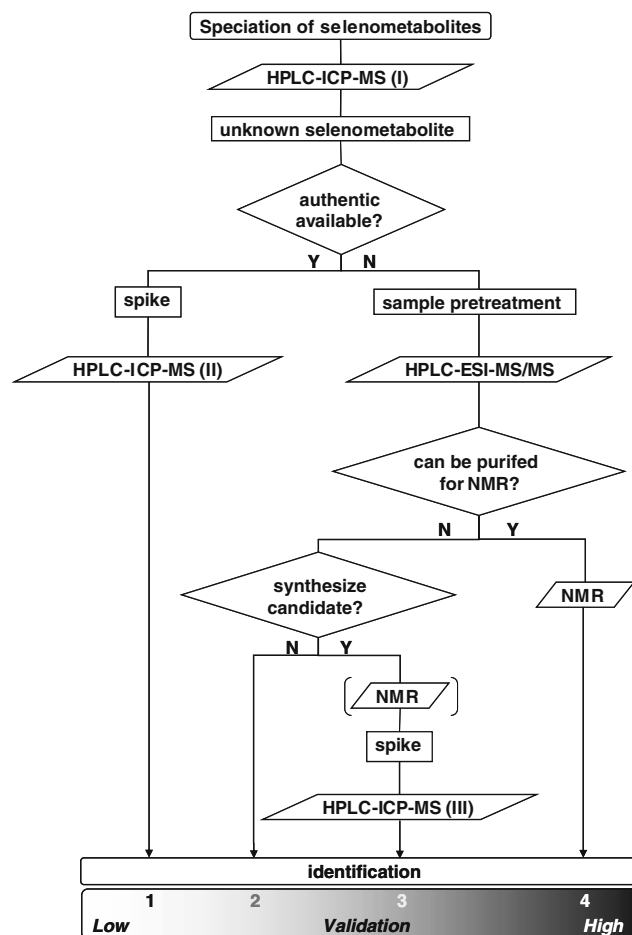 Speciation of selenometabolites
HPLC-ICP-MS (I)
unknown selenometabolite
authentic
available?
Y N
spike
sample pretreatment
HPLC-ICP-MS (II)
HPLC-ESI-MS/MS
can be purifed
for NMR?
N Y
synthesize
candidate?
NMR
N Y
NMR
spike
HPLC-ICP-MS (III)
identification
1 2 3 4
Low Validation High